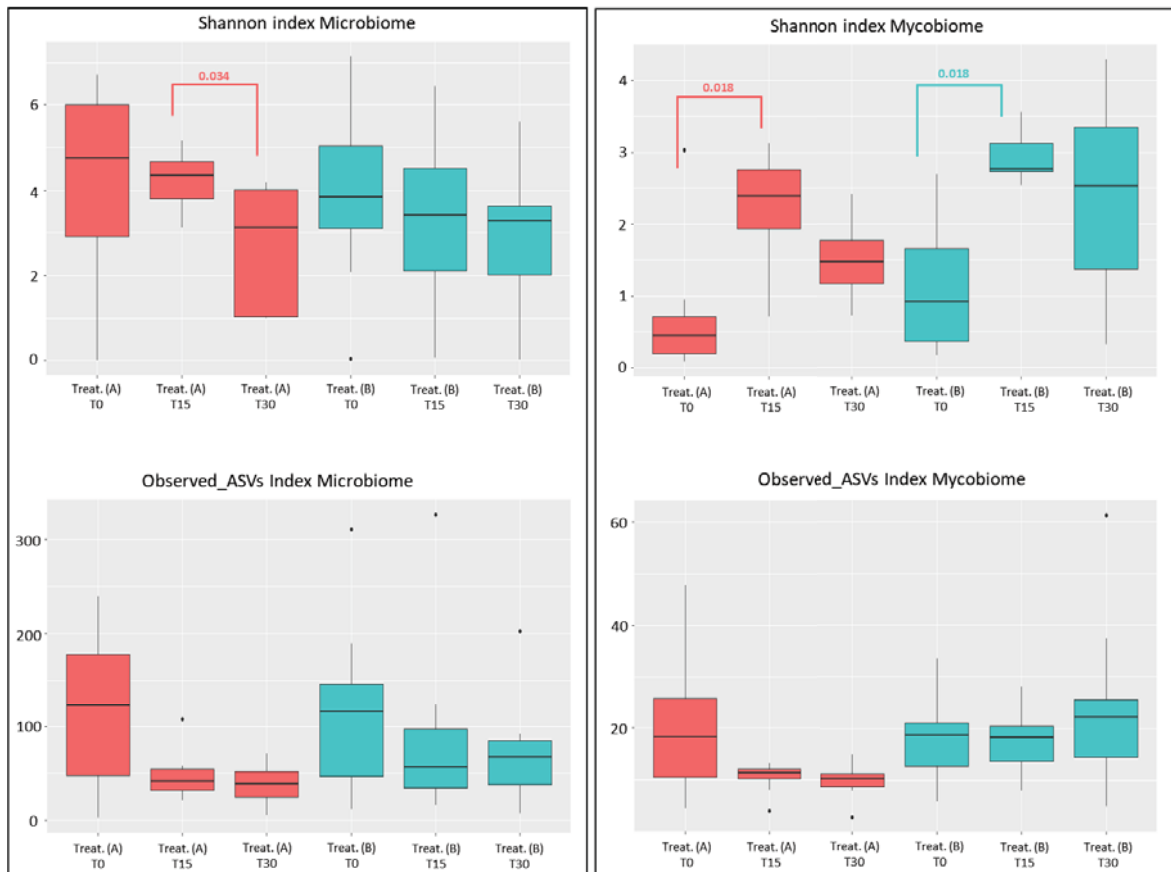 Shannon index Microbiome
0.034
6
4
2
0
Treat. (A) Treat. (A) Treat. (A) Treat. (B) Treat. (B) Treat. (B)
T0 T15 T30 T0 T15 T30
Shannon index Mycobiome
0.018 0.018
4
3
2
1
0
Treat. (A) Treat. (A) Treat. (A) Treat. (B) Treat. (B) Treat. (B)
T0 T15 T30 T0 T15 T30
Observed_ASVs Index Microbiome
300
200
100
0
Treat. (A) Treat. (A) Treat. (A) Treat. (B) Treat. (B) Treat. (B)
T0 T15 T30 T0 T15 T30
Observed_ASVs Index Mycobiome
60
40
20
Treat. (A) Treat. (A) Treat. (A) Treat. (B) Treat. (B) Treat. (B)
T0 T15 T30 T0 T15 T30